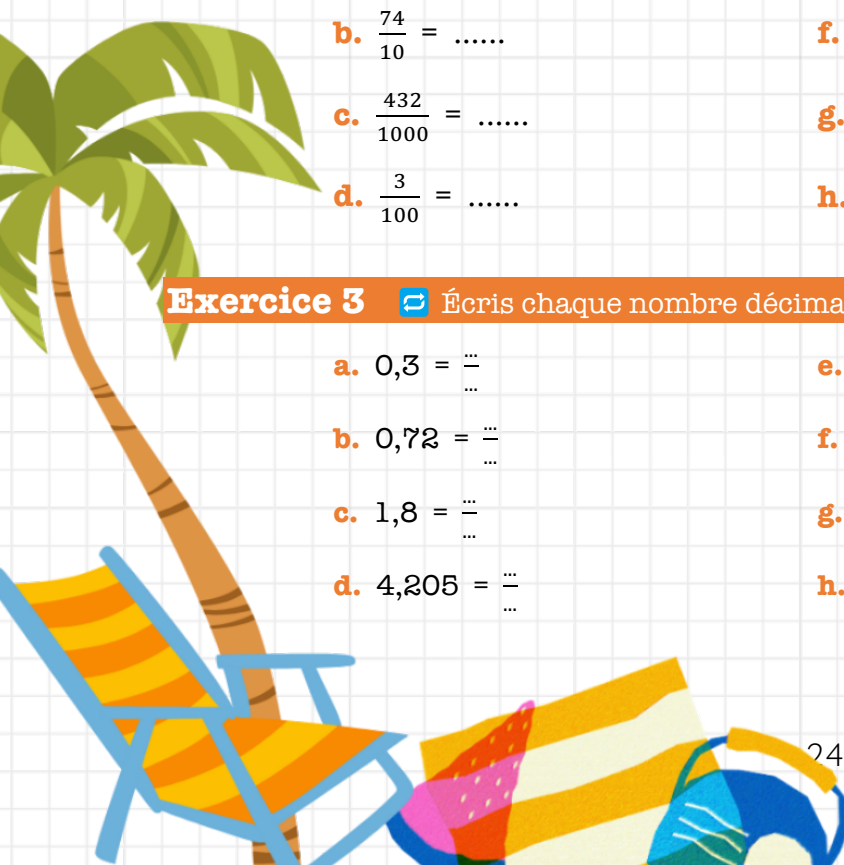 b. 74/10 = ...... f.
c. 432/1000 = ...... g.
d. 3/100 = ...... h.
Exercice 3 Écris chaque nombre décima
a. 0,3 = .../... e.
b. 0,72 = .../... f.
c. 1,8 = .../... g.
d. 4,205 = .../... h.
24